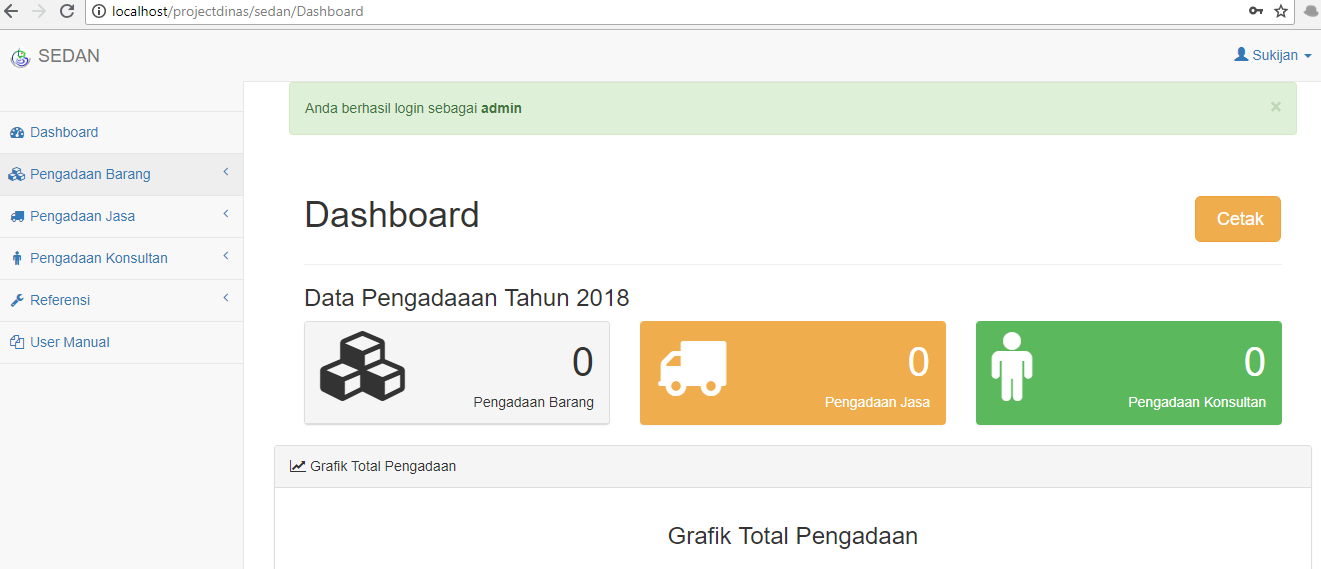 localhost/projectdinas/sedan/Dashboard
SEDAN
Sukijan
Anda berhasil login sebagai admin ×
Dashboard
Pengadaan Barang
Pengadaan Jasa
Pengadaan Konsultan
Referensi
User Manual
Dashboard
Cetak
Data Pengadaaan Tahun 2018
0
Pengadaan Barang
0
Pengadaan Jasa
0
Pengadaan Konsultan
Grafik Total Pengadaan
Grafik Total Pengadaan